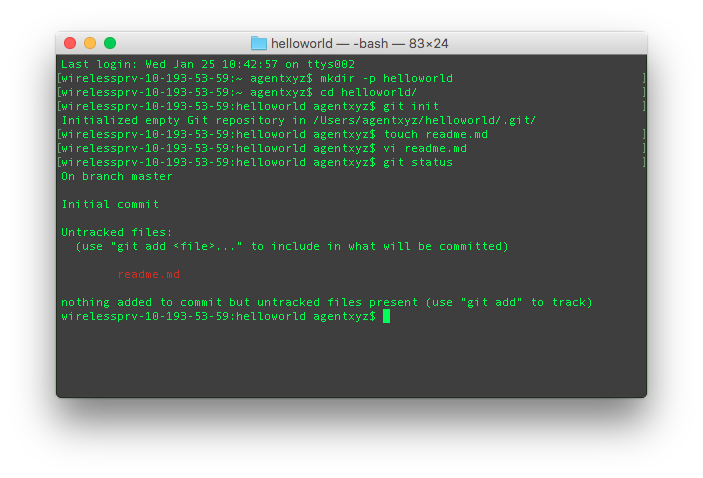 helloworld — -bash — 83×24
Last login: Wed Jan 25 10:42:57 on ttys002
[wirelessprv-10-193-53-59:~ agentxyz$ mkdir -p helloworld ]
[wirelessprv-10-193-53-59:~ agentxyz$ cd helloworld/ ]
[wirelessprv-10-193-53-59:helloworld agentxyz$ git init ]
Initialized empty Git repository in /Users/agentxyz/helloworld/.git/
[wirelessprv-10-193-53-59:helloworld agentxyz$ touch readme.md ]
[wirelessprv-10-193-53-59:helloworld agentxyz$ vi readme.md ]
[wirelessprv-10-193-53-59:helloworld agentxyz$ git status ]
On branch master
Initial commit
Untracked files:
(use "git add <file>..." to include in what will be committed)
readme.md
nothing added to commit but untracked files present (use "git add" to track)
wirelessprv-10-193-53-59:helloworld agentxyz$